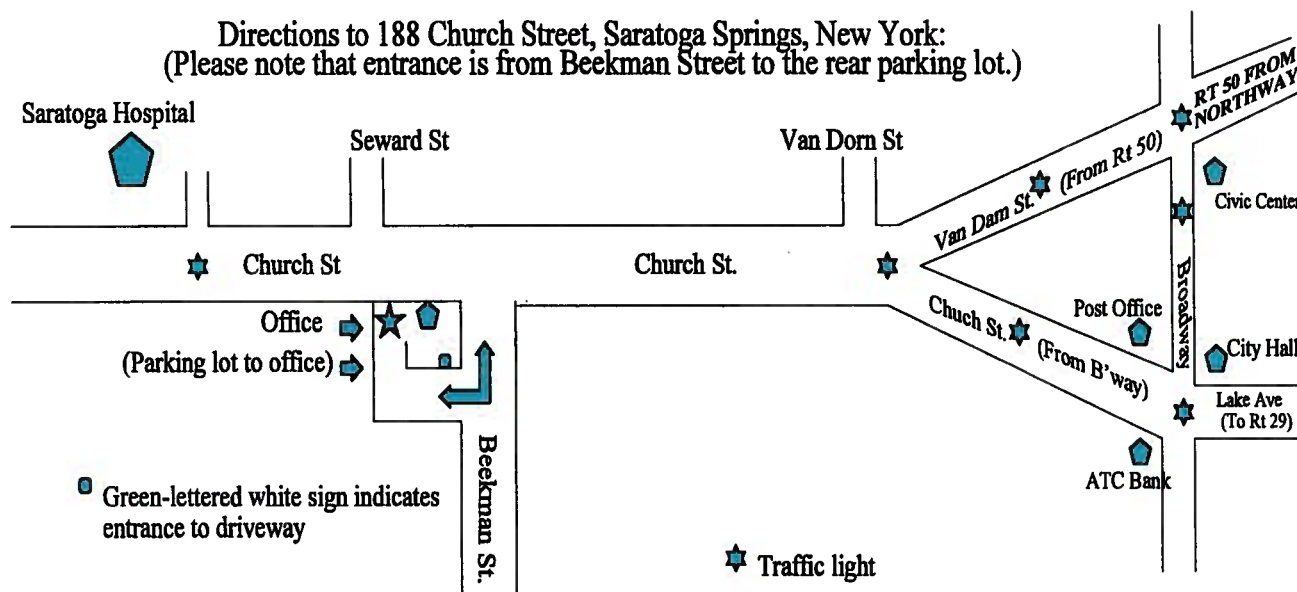 Directions to 188 Church Street, Saratoga Springs, New York:
(Please note that entrance is from Beekman Street to the rear parking lot.)
RT 50 FROM
NORTHWAY
Saratoga Hospital
Seward St
Van Dorn St
(From Rt 50)
Van Dam St.
Civic Center
Church St
Church St.
Broadway
Office
Chuch St.
(From B'way)
Post Office
City Hall
(Parking lot to office)
Lake Ave
(To Rt 29)
ATC Bank
Beekman St.
Green-lettered white sign indicates
entrance to driveway
Traffic light